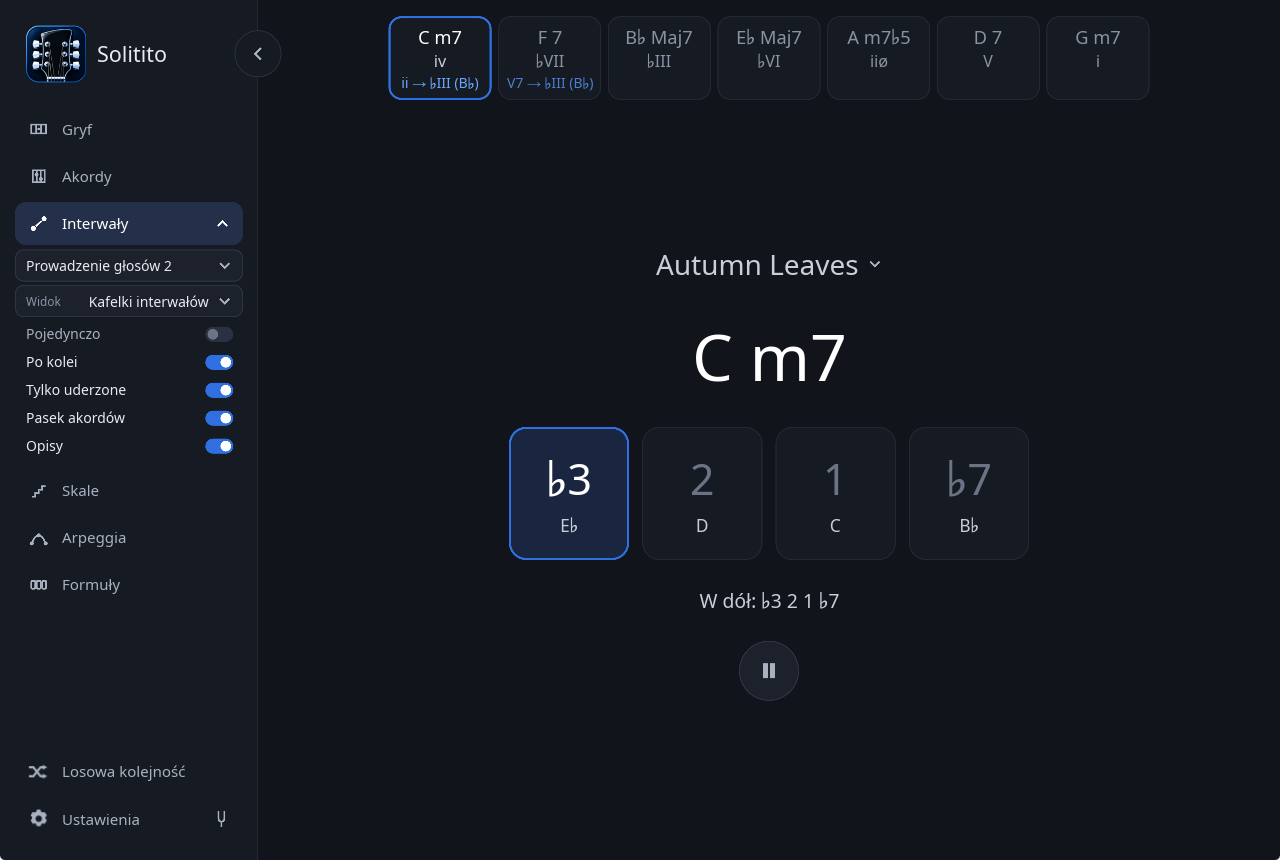 Solitito
Gryf
Akordy
Interwały
Prowadzenie głosów 2
Widok Kafelki interwałów
Pojedynczo
Po kolei
Tylko uderzone
Pasek akordów
Opisy
Skale
Arpeggia
Formuły
Losowa kolejność
Ustawienia
C m7 F 7 B♭ Maj7 E♭ Maj7 A m7♭5 D 7 G m7
iv ♭VII ♭III ♭VI iiø V i
ii → ♭III (B♭) V7 → ♭III (B♭)
Autumn Leaves
C m7
♭3 2 1 ♭7
E♭ D C B♭
W dół: ♭3 2 1 ♭7